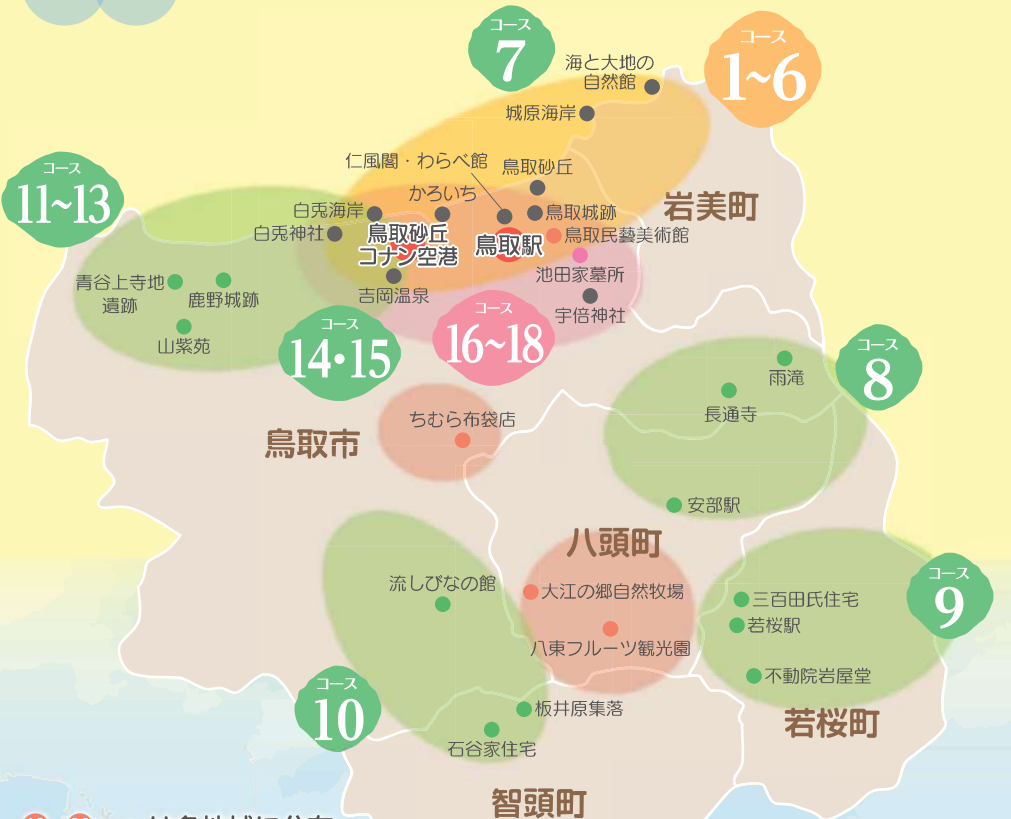 コース
7
コース
1~6
海と大地の
自然館
城原海岸
仁風閣・わらべ館
鳥取砂丘
コース
11~13
かろいち
白兎海岸
鳥取城跡
岩美町
白兎神社
鳥取砂丘
コナン空港
鳥取駅
鳥取民藝美術館
池田家墓所
青谷上寺地
遺跡
鹿野城跡
吉岡温泉
宇倍神社
山紫苑
コース
14・15
コース
16~18
コース
8
雨滝
長通寺
ちむら布袋店
鳥取市
安部駅
八頭町
流しびなの館
大江の郷自然牧場
コース
9
三百田氏住宅
若桜駅
八東フルーツ観光園
不動院岩屋堂
コース
10
板井原集落
若桜町
石谷家住宅
智頭町